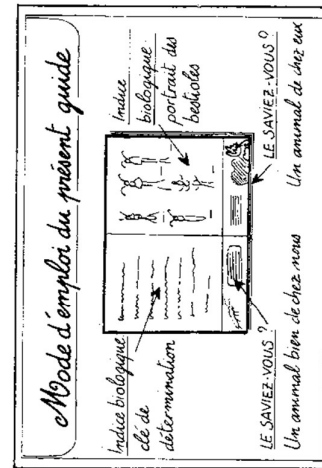 Mode d'emploi du présent guide
Indice biologique
clé de
détermination
Indice
biologique:
portrait des
bestioles
LE SAVIEZ-VOUS?
Un animal bien de chez nous
LE SAVIEZ-VOUS?
Un animal de chez eux